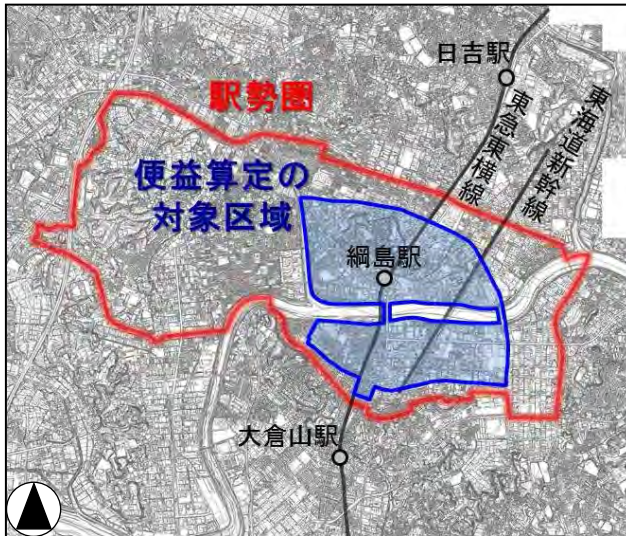 日吉駅
駅勢圏
東急東横線
東海道新幹線
便益算定の
対象区域
綱島駅
大倉山駅